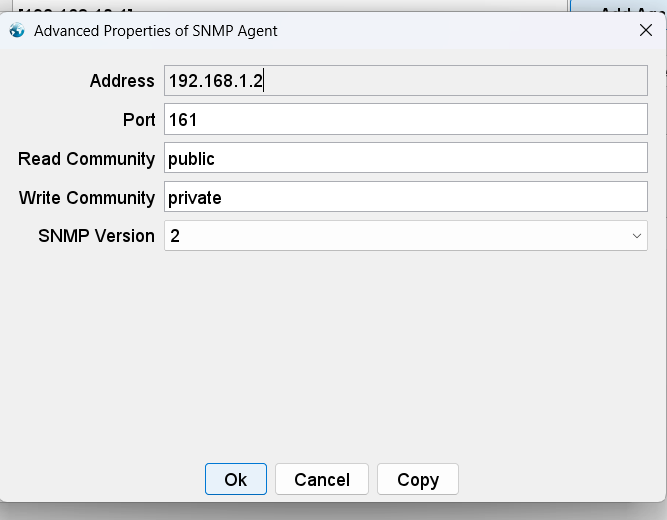 Advanced Properties of SNMP Agent
Address 192.168.1.2
Port 161
Read Community public
Write Community private
SNMP Version 2
Ok Cancel Copy